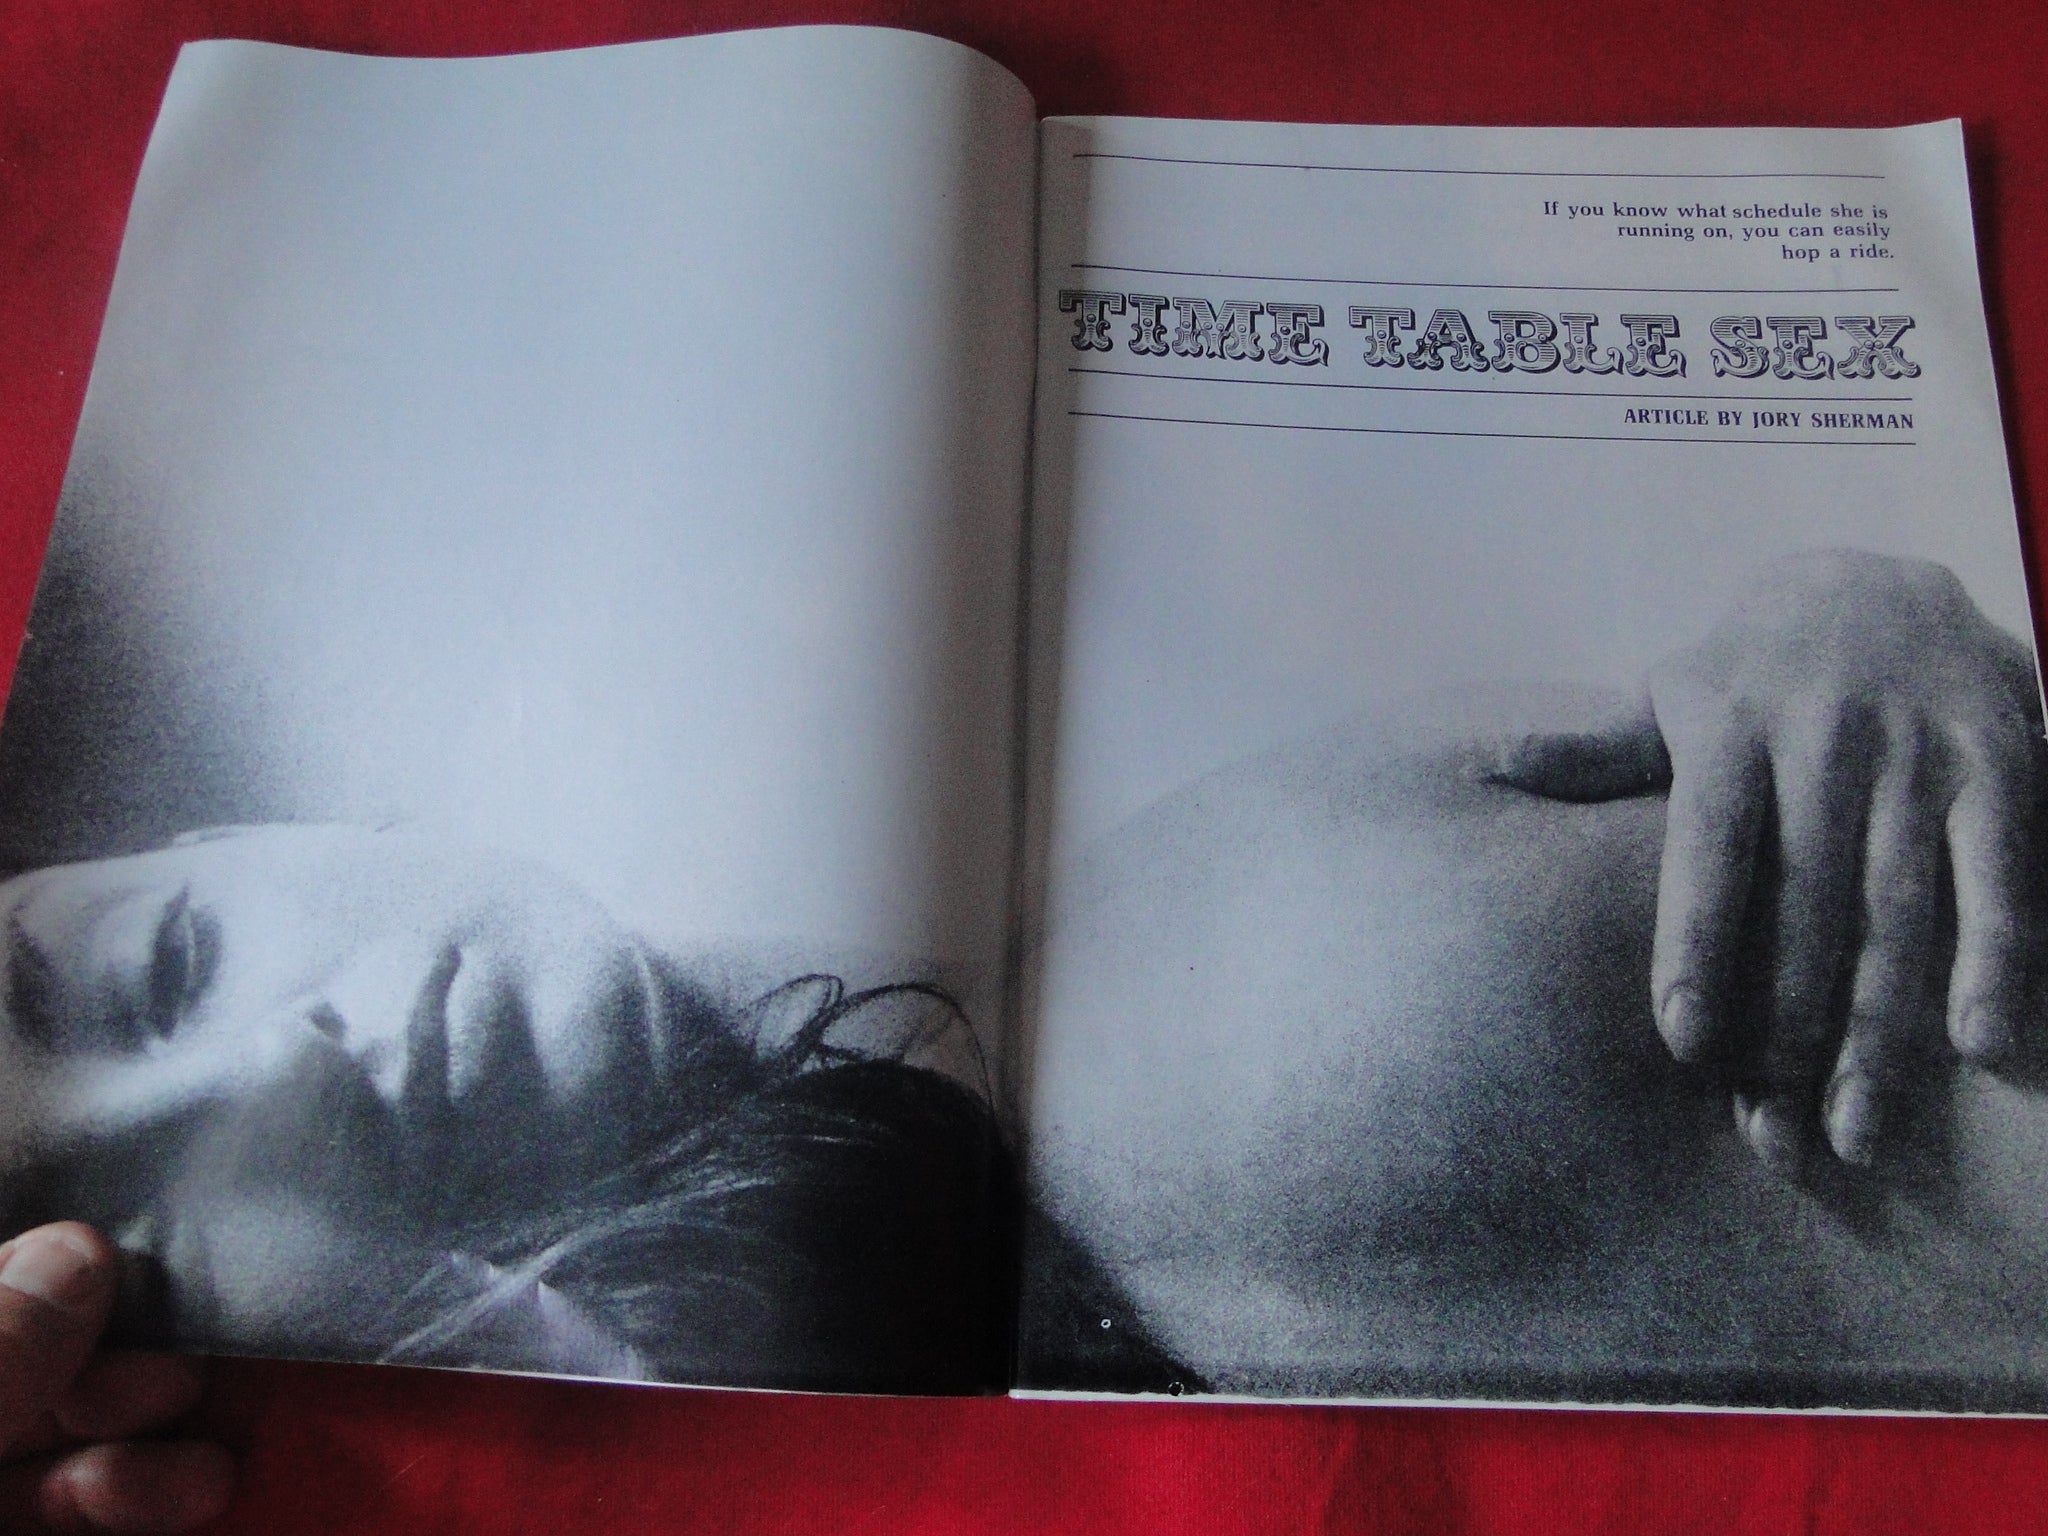 If you know what schedule she is
running on, you can easily
hop a ride.
TIME TABLE SEX
ARTICLE BY JORY SHERMAN